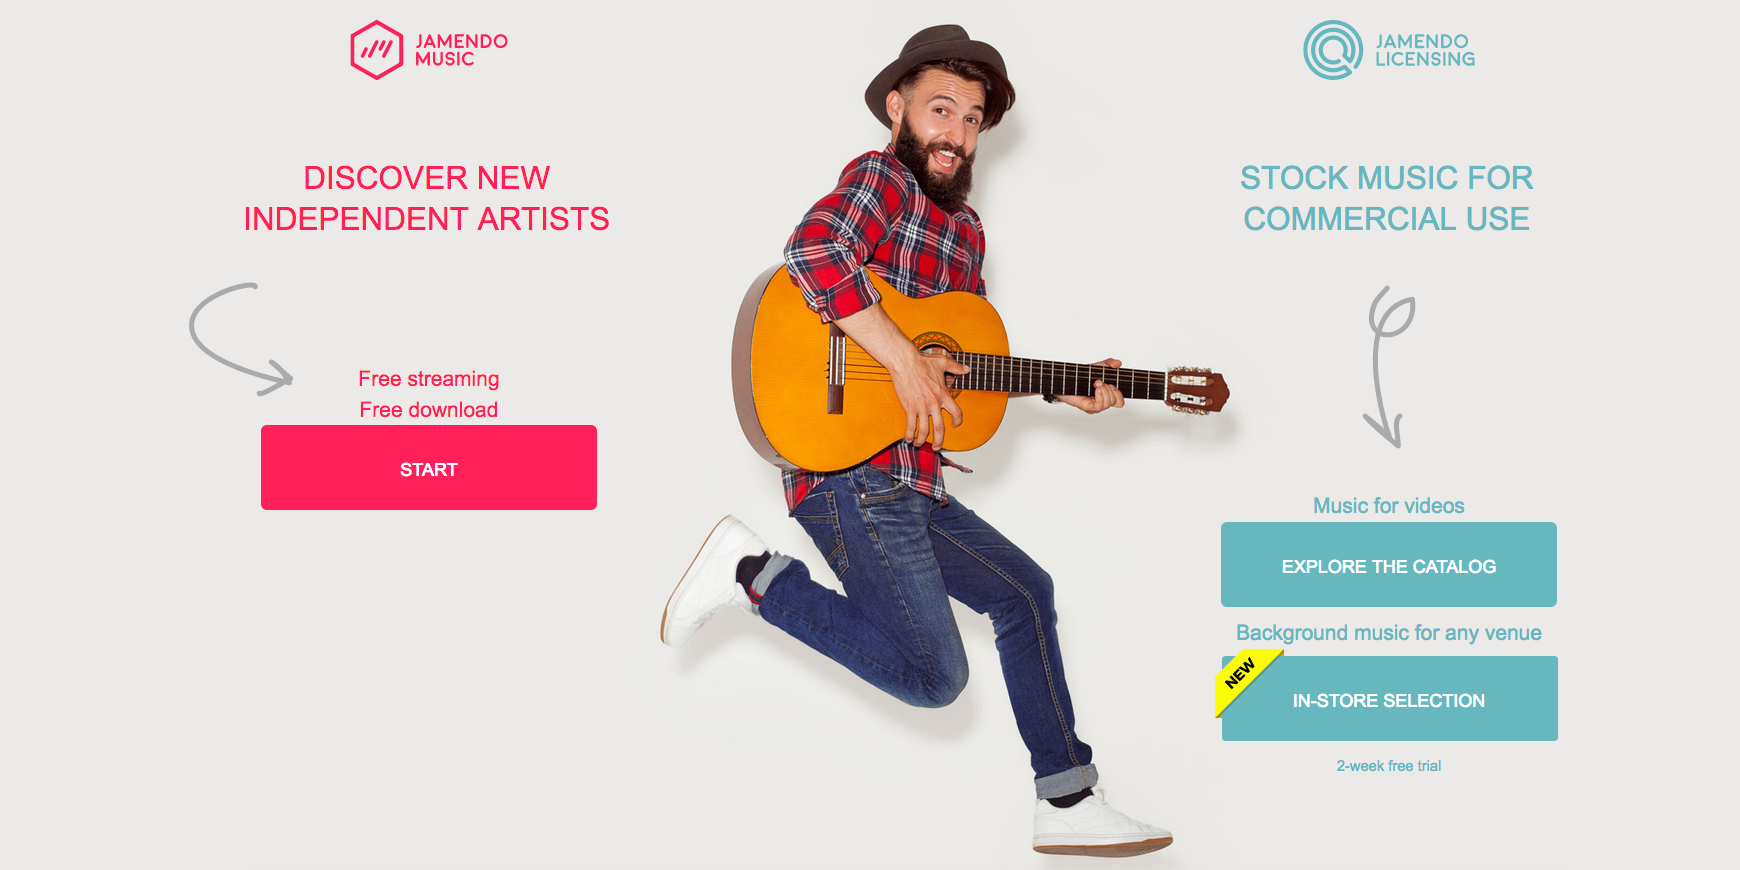 JAMENDO
MUSIC
DISCOVER NEW
INDEPENDENT ARTISTS
Free streaming
Free download
START
JAMENDO
LICENSING
STOCK MUSIC FOR
COMMERCIAL USE
Music for videos
EXPLORE THE CATALOG
Background music for any venue
NEW
IN-STORE SELECTION
2-week free trial